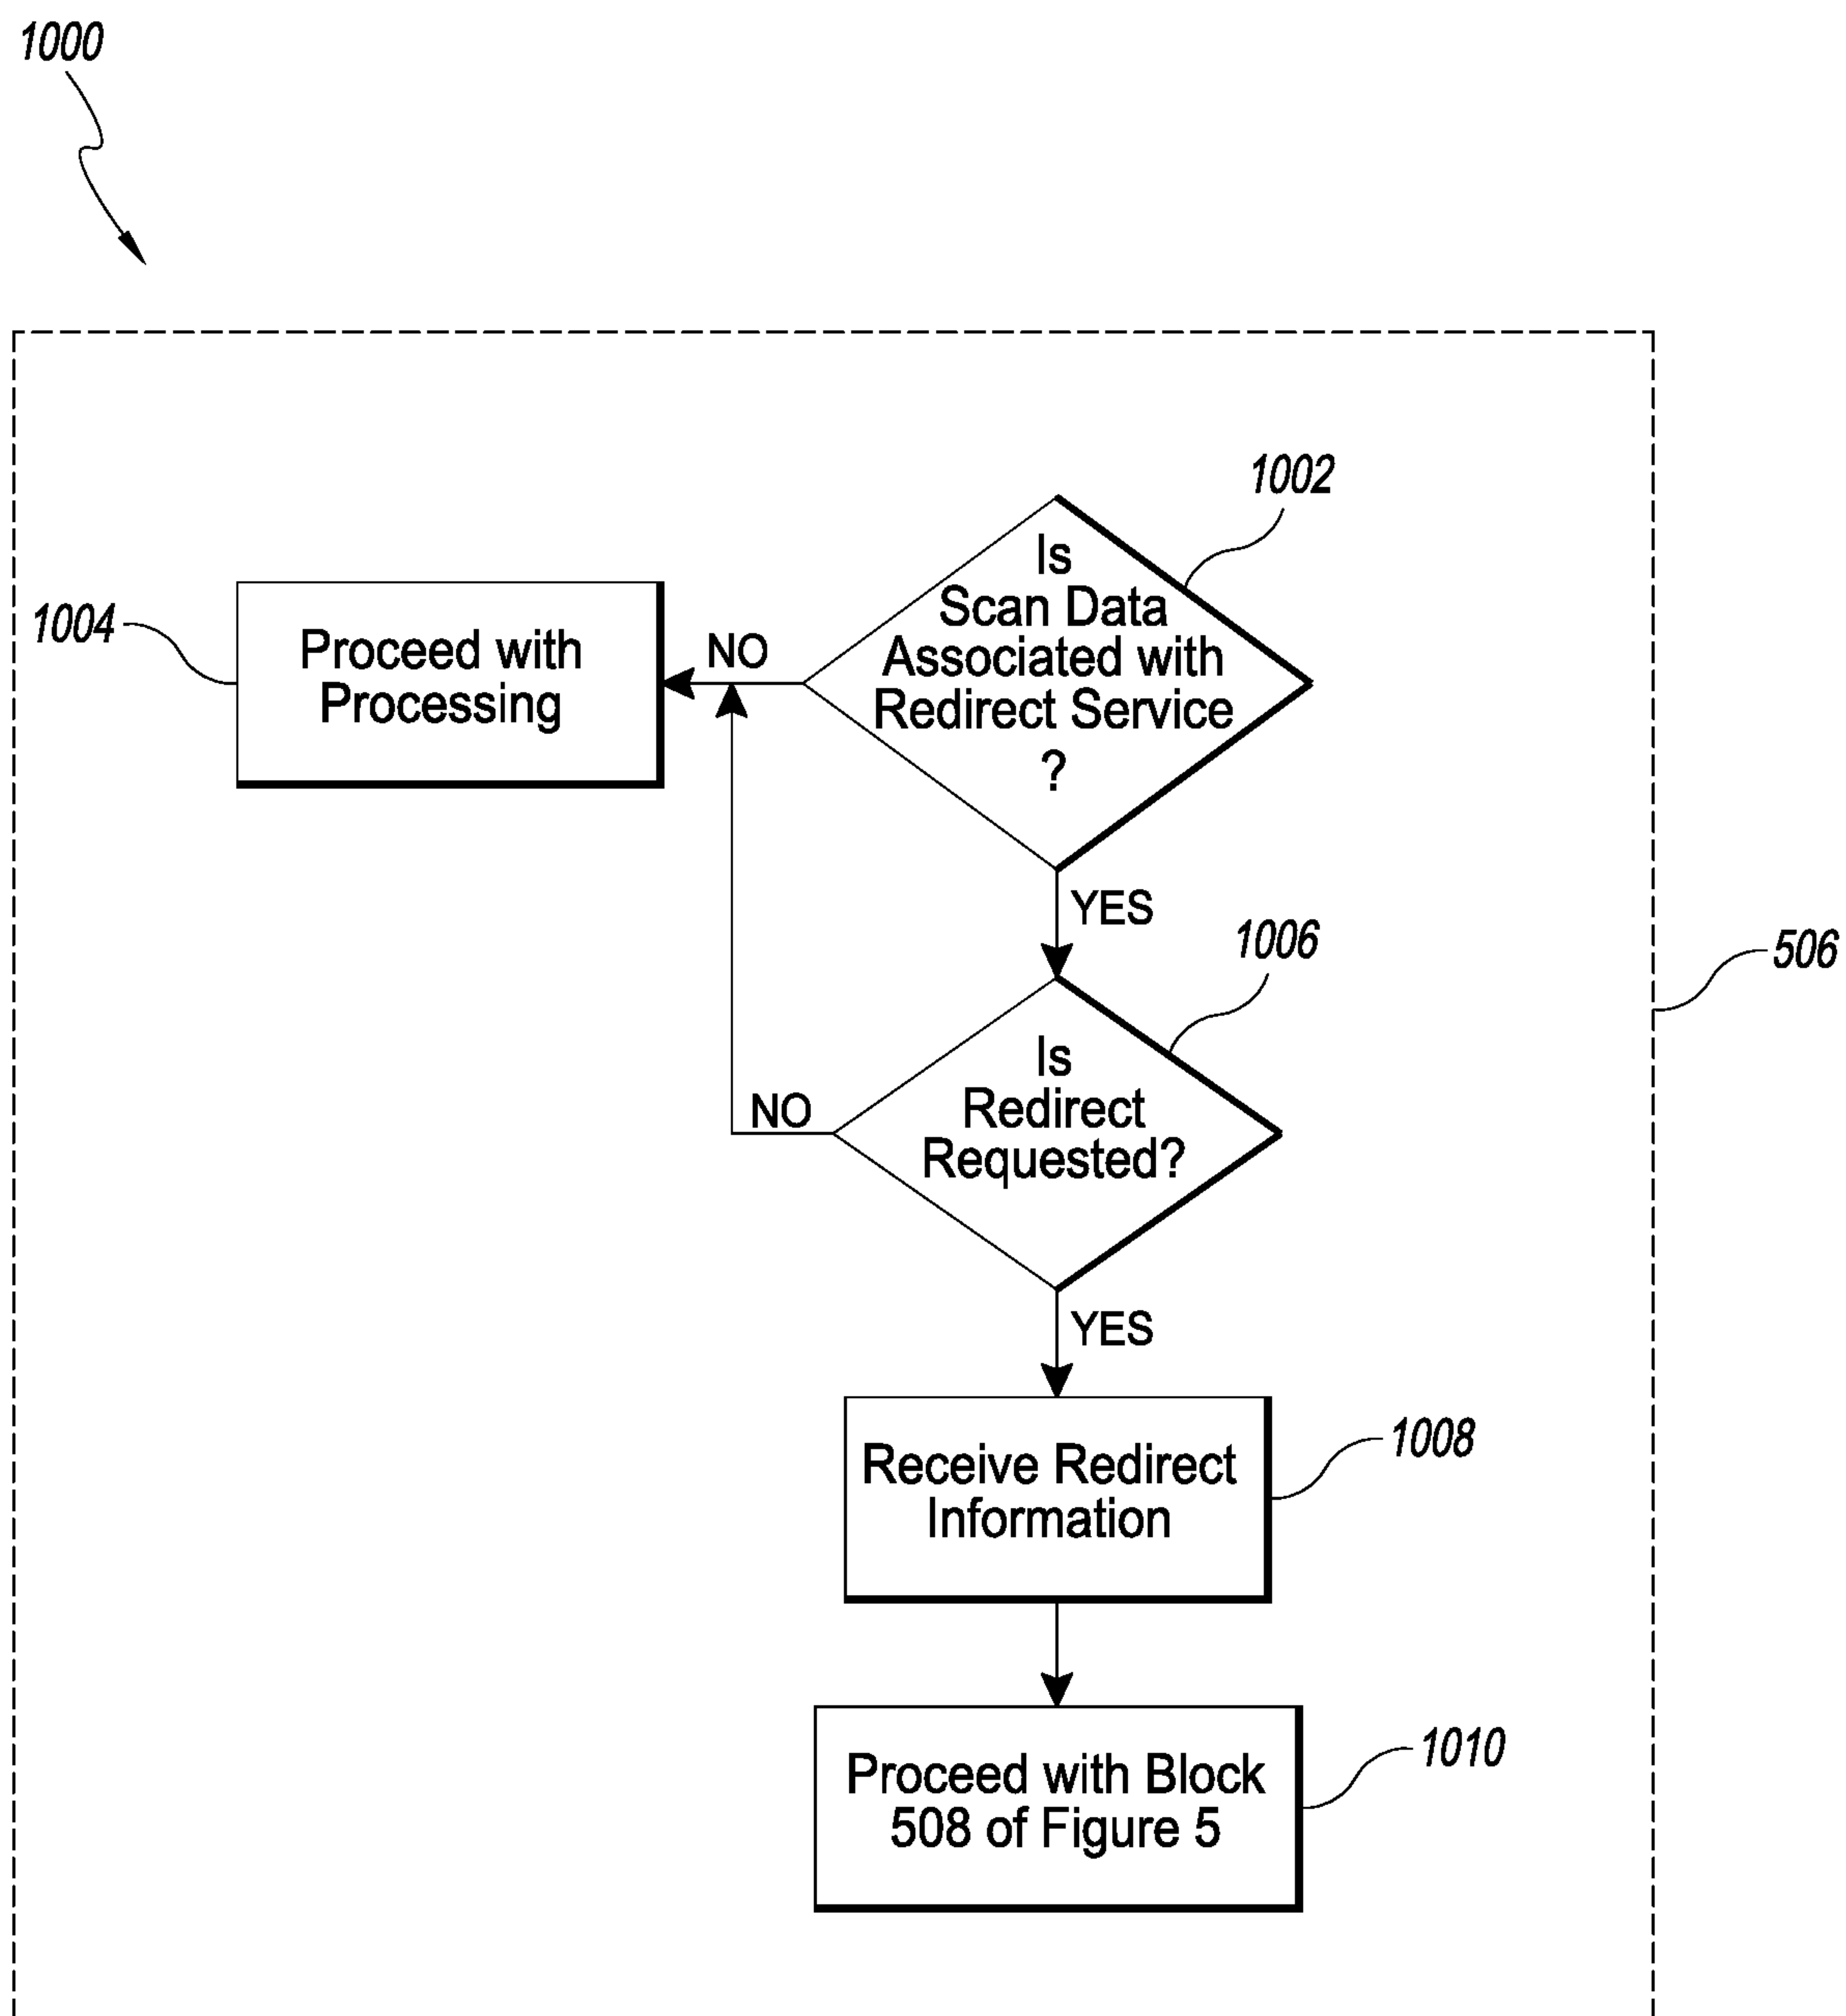 1000
1002
Is
Scan Data
Associated with
Redirect Service
?
1004
Proceed with
Processing
NO
YES
1006
506
Is
Redirect
Requested?
NO
YES
1008
Receive Redirect
Information
1010
Proceed with Block
508 of Figure 5